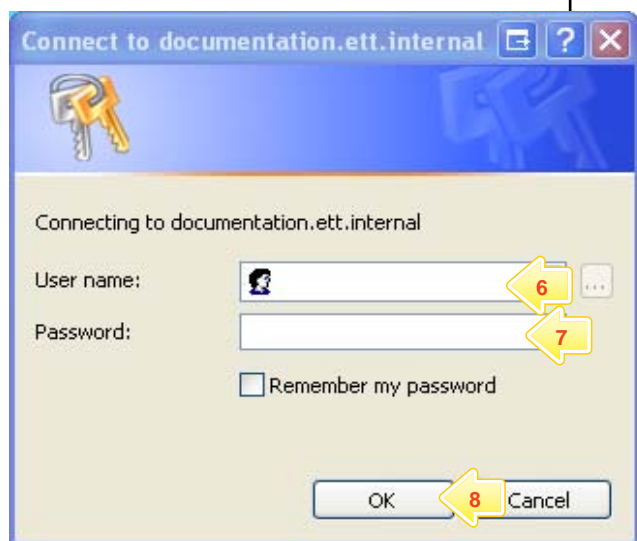 Connect to documentation.ett.internal
Connecting to documentation.ett.internal
User name: 6 ...
Password: 7
Remember my password
OK 8 Cancel